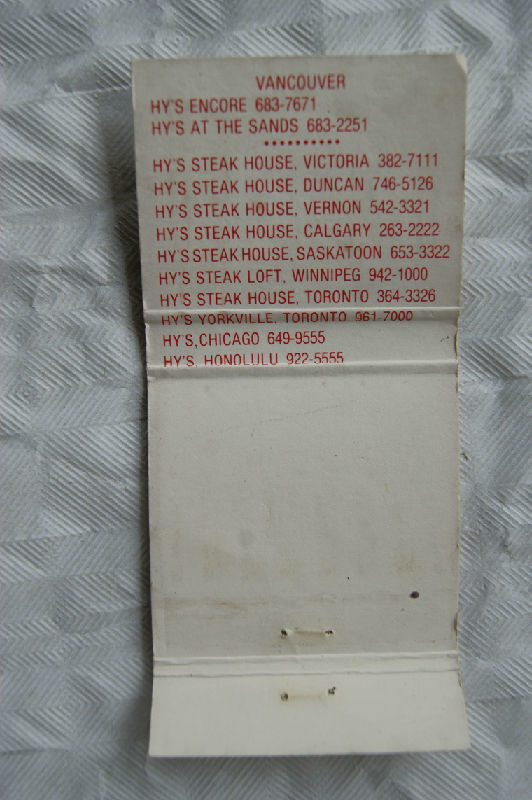 VANCOUVER
HY'S ENCORE 683-7671
HY'S AT THE SANDS 683-2251
HY'S STEAK HOUSE, VICTORIA 382-7111
HY'S STEAK HOUSE, DUNCAN 746-5126
HY'S STEAK HOUSE, VERNON 542-3321
HY'S STEAK HOUSE, CALGARY 263-2222
HY'S STEAK HOUSE, SASKATOON 653-3322
HY'S STEAK LOFT, WINNIPEG 942-1000
HY'S STEAK HOUSE, TORONTO 364-3326
HY'S YORKVILLE, TORONTO 961-7000
HY'S, CHICAGO 649-9555
HY'S, HONOLULU 922-5555